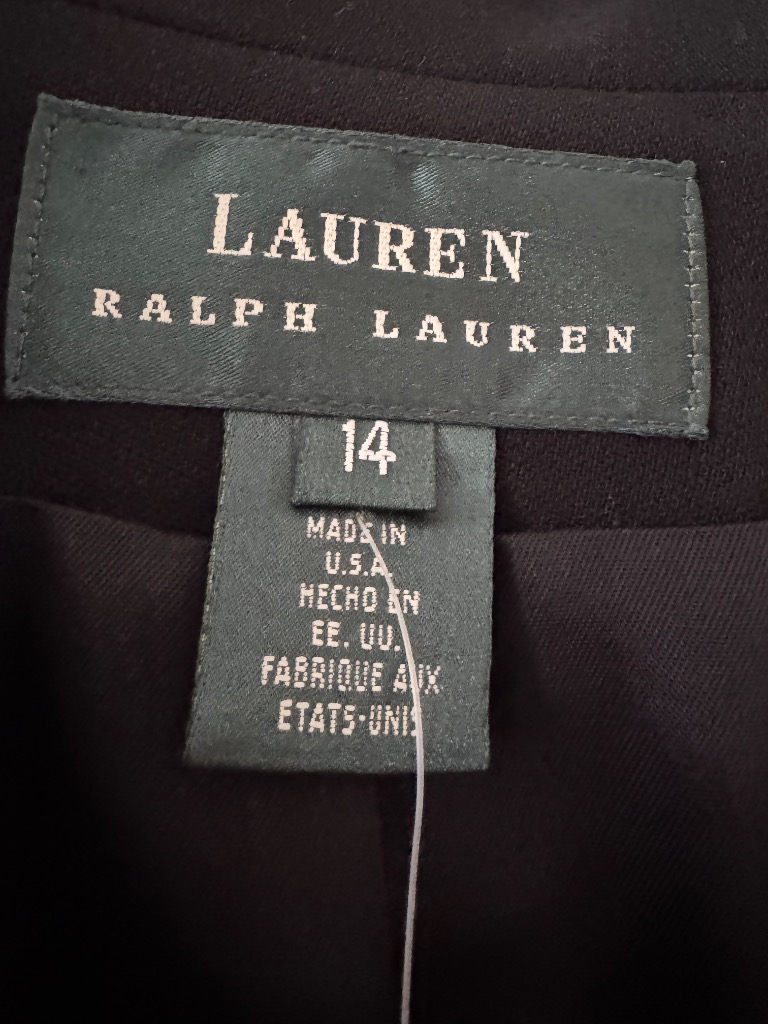 LAUREN
RALPH LAUREN
14
MADE IN
U.S.A.
HECHO EN
EE. UU.
FABRIQUE AUX
ETATS-UNIS